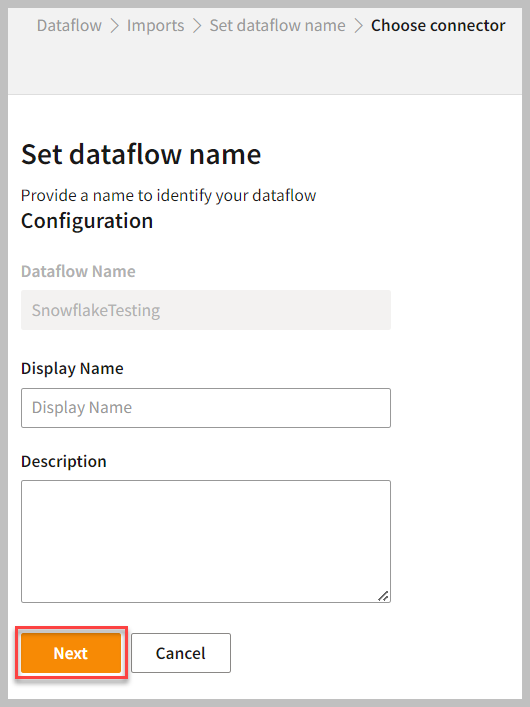 Dataflow > Imports > Set dataflow name > Choose connector
Set dataflow name
Provide a name to identify your dataflow
Configuration
Dataflow Name
SnowflakeTesting
Display Name
Display Name
Description
Next Cancel